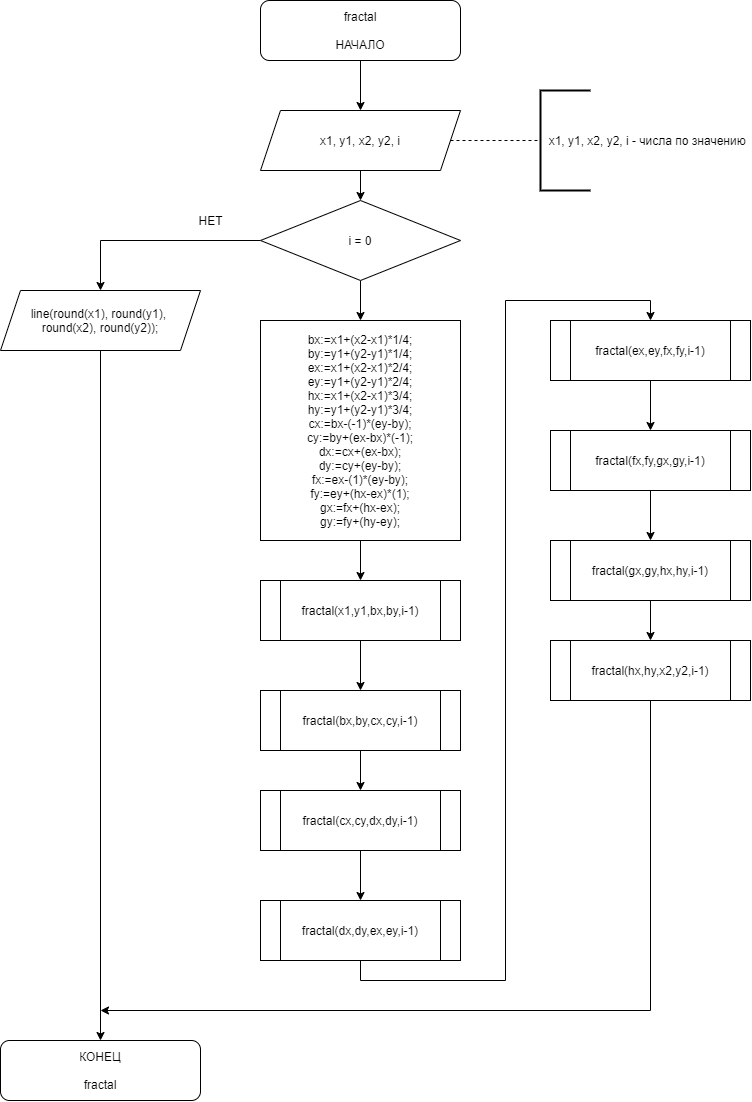 fractal
НАЧАЛО
x1, y1, x2, y2, i
x1, y1, x2, y2, i - числа по значению
i = 0
НЕТ
line(round(x1), round(y1),
round(x2), round(y2));
bx:=x1+(x2-x1)*1/4;
by:=y1+(y2-y1)*1/4;
ex:=x1+(x2-x1)*2/4;
ey:=y1+(y2-y1)*2/4;
hx:=x1+(x2-x1)*3/4;
hy:=y1+(y2-y1)*3/4;
cx:=bx-(-1)*(ey-by);
cy:=by+(ex-bx)*(-1);
dx:=cx+(ex-bx);
dy:=cy+(ey-by);
fx:=ex-(1)*(ey-by);
fy:=ey+(hx-ex)*(1);
gx:=fx+(hx-ex);
gy:=fy+(hy-ey);
fractal(x1,y1,bx,by,i-1)
fractal(bx,by,cx,cy,i-1)
fractal(cx,cy,dx,dy,i-1)
fractal(dx,dy,ex,ey,i-1)
fractal(ex,ey,fx,fy,i-1)
fractal(fx,fy,gx,gy,i-1)
fractal(gx,gy,hx,hy,i-1)
fractal(hx,hy,x2,y2,i-1)
КОНЕЦ
fractal